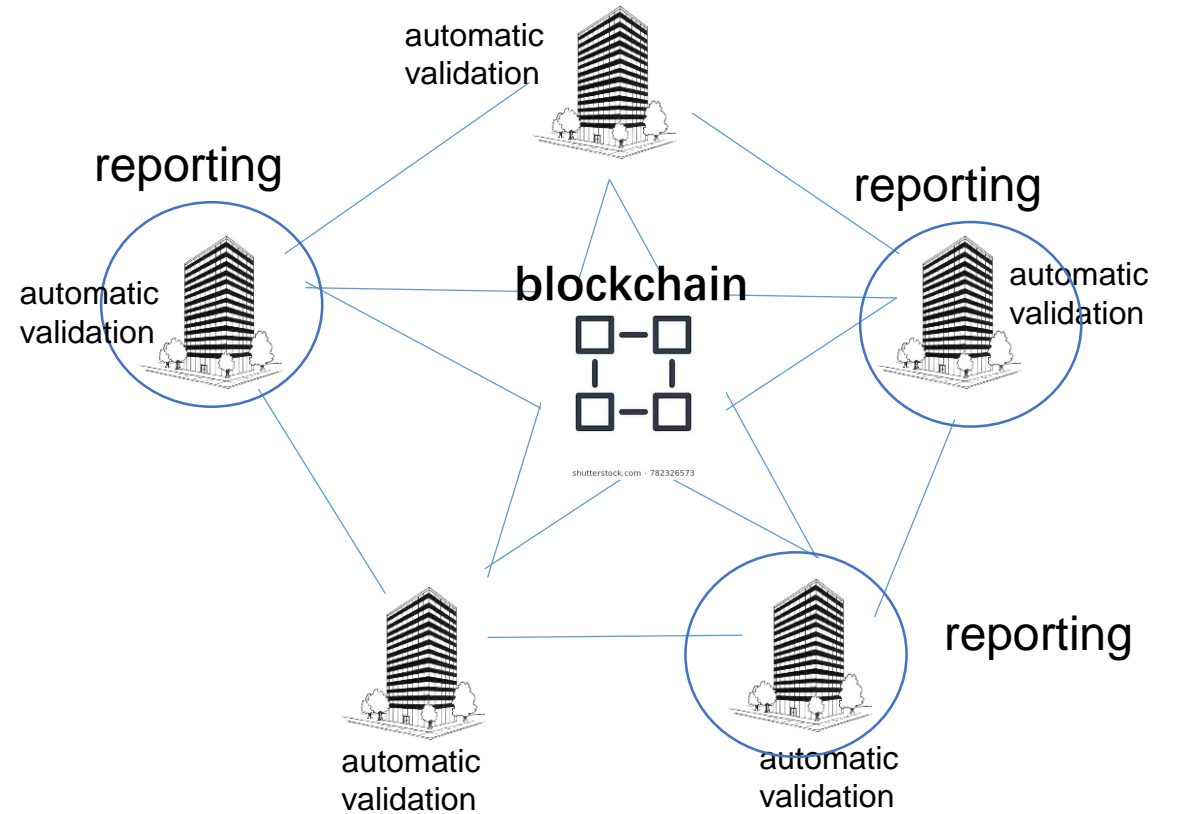 automatic
validation
reporting
reporting
automatic
validation
blockchain
automatic
validation
shutterstock.com · 782326573
reporting
automatic
validation
automatic
validation